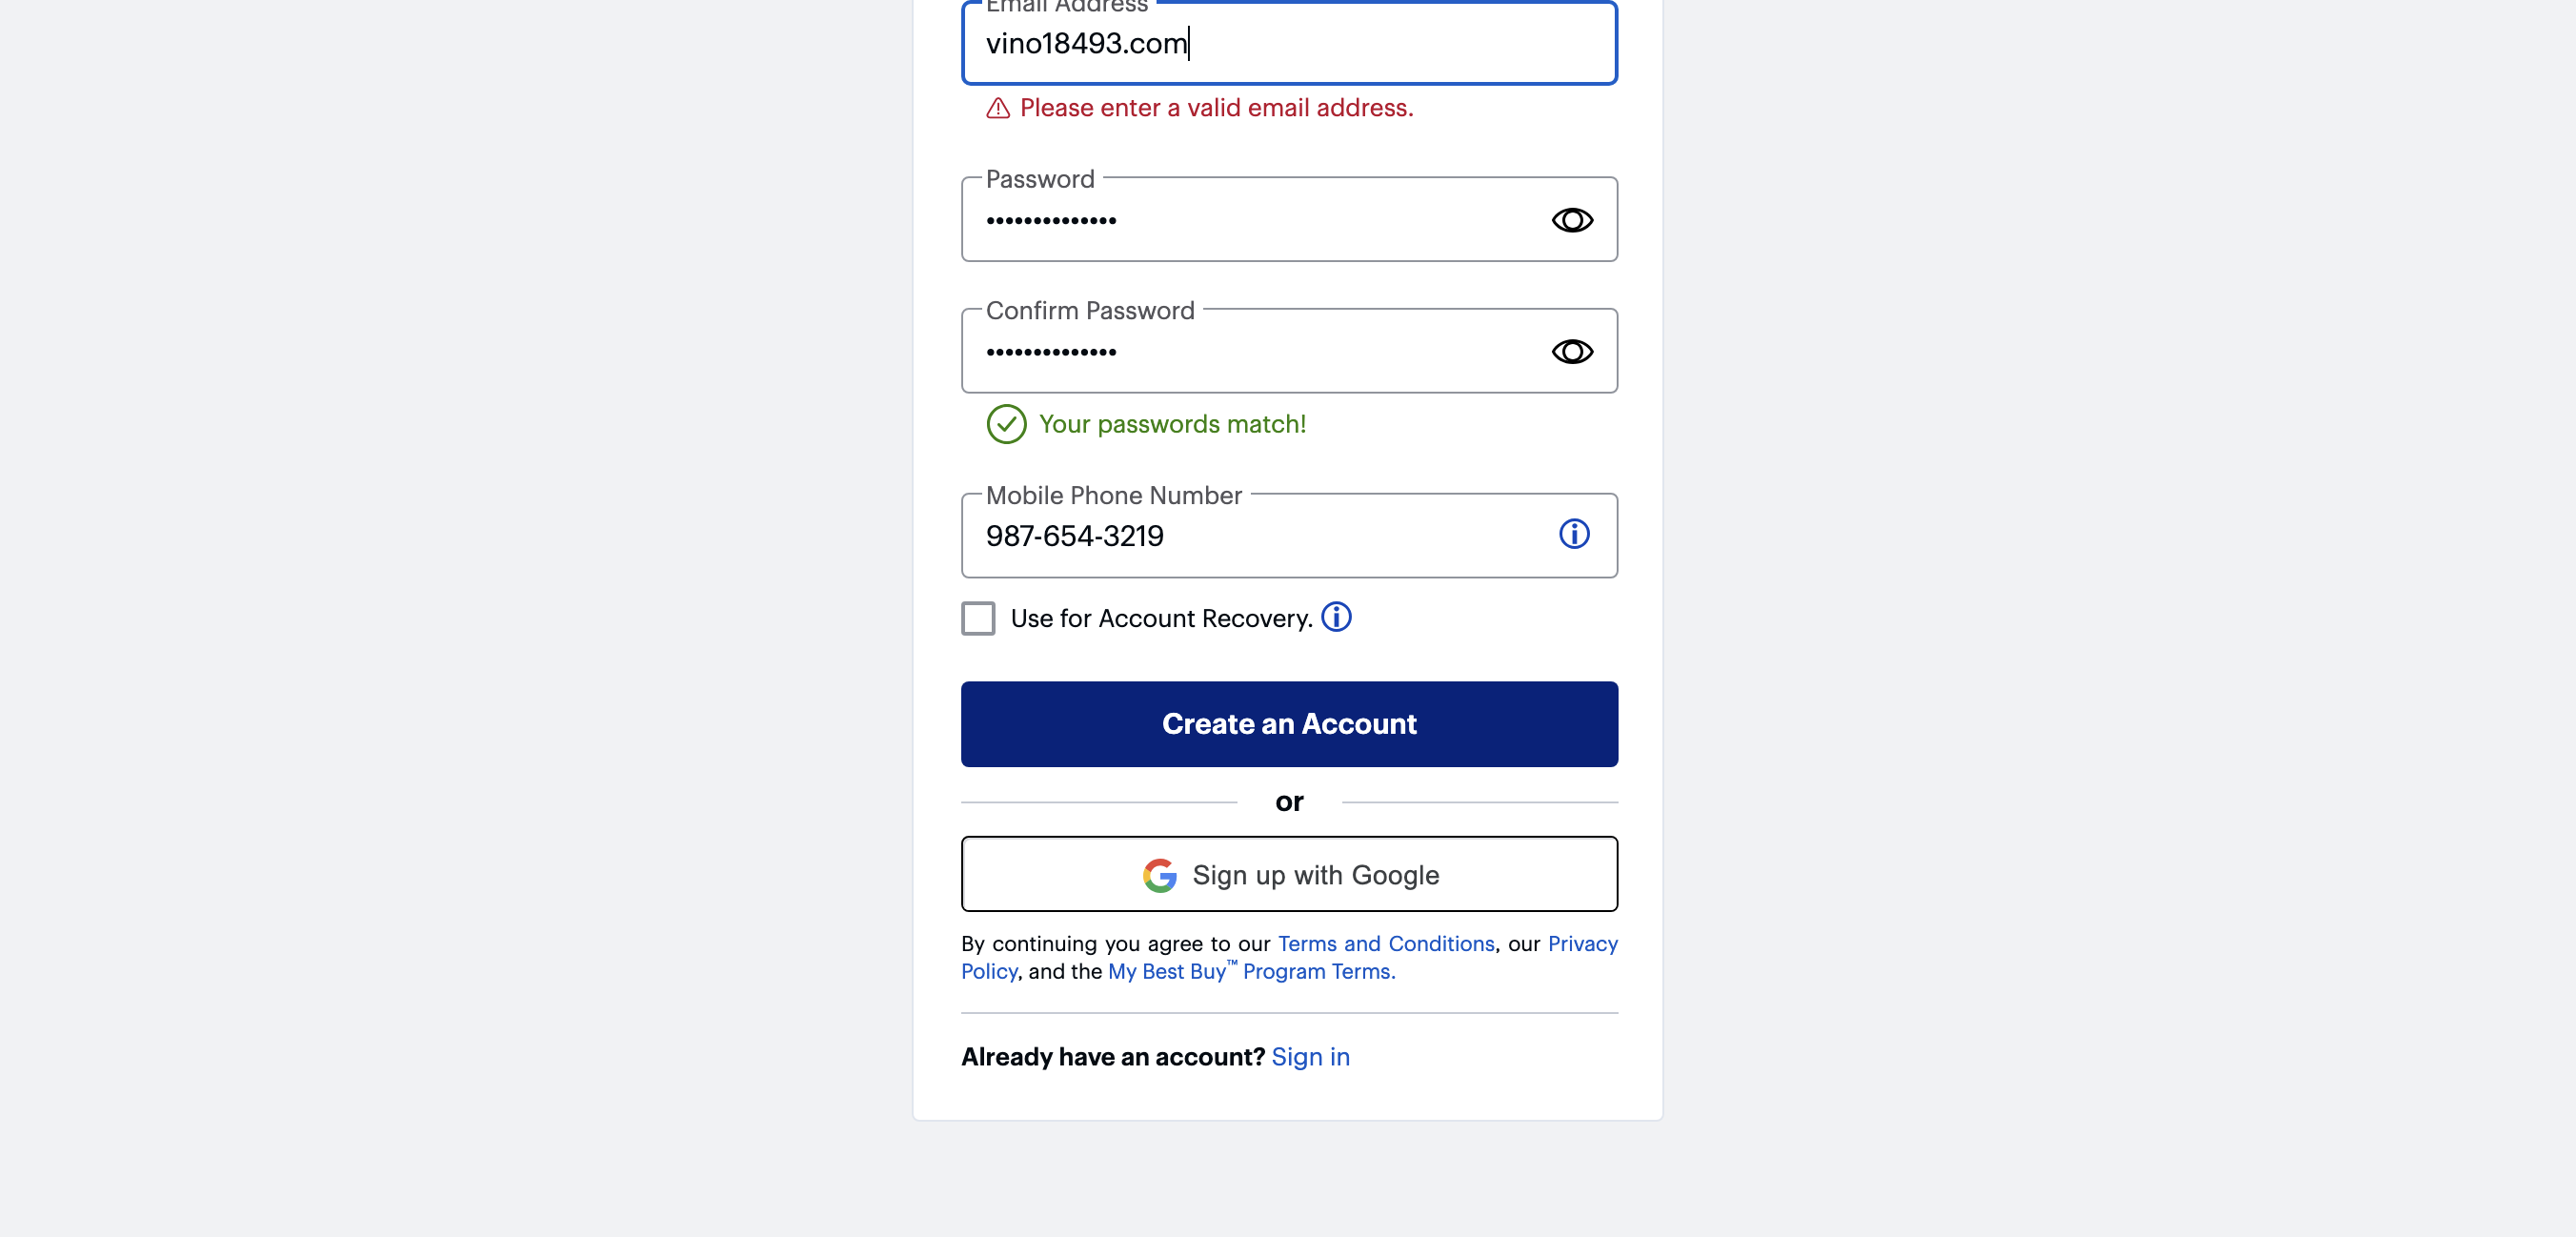 Email Address
vino18493.com
Please enter a valid email address.
Password
••••••••••••••
Confirm Password
••••••••••••••
Your passwords match!
Mobile Phone Number
987-654-3219
Use for Account Recovery.
Create an Account
or
Sign up with Google
By continuing you agree to our Terms and Conditions, our Privacy
Policy, and the My Best Buy™ Program Terms.
Already have an account? Sign in